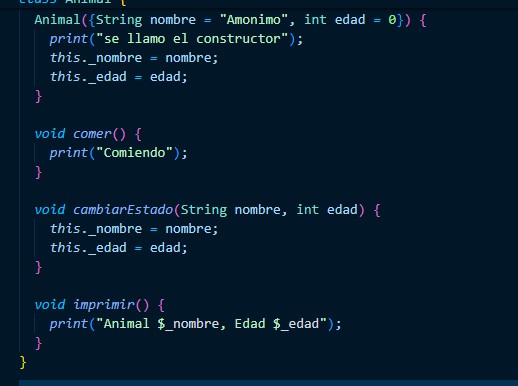 class Animal {
Animal({String nombre = "Amonimo", int edad = 0}) {
print("se llamo el constructor");
this._nombre = nombre;
this._edad = edad;
}
void comer() {
print("Comiendo");
}
void cambiarEstado(String nombre, int edad) {
this._nombre = nombre;
this._edad = edad;
}
void imprimir() {
print("Animal $_nombre, Edad $_edad");
}
}